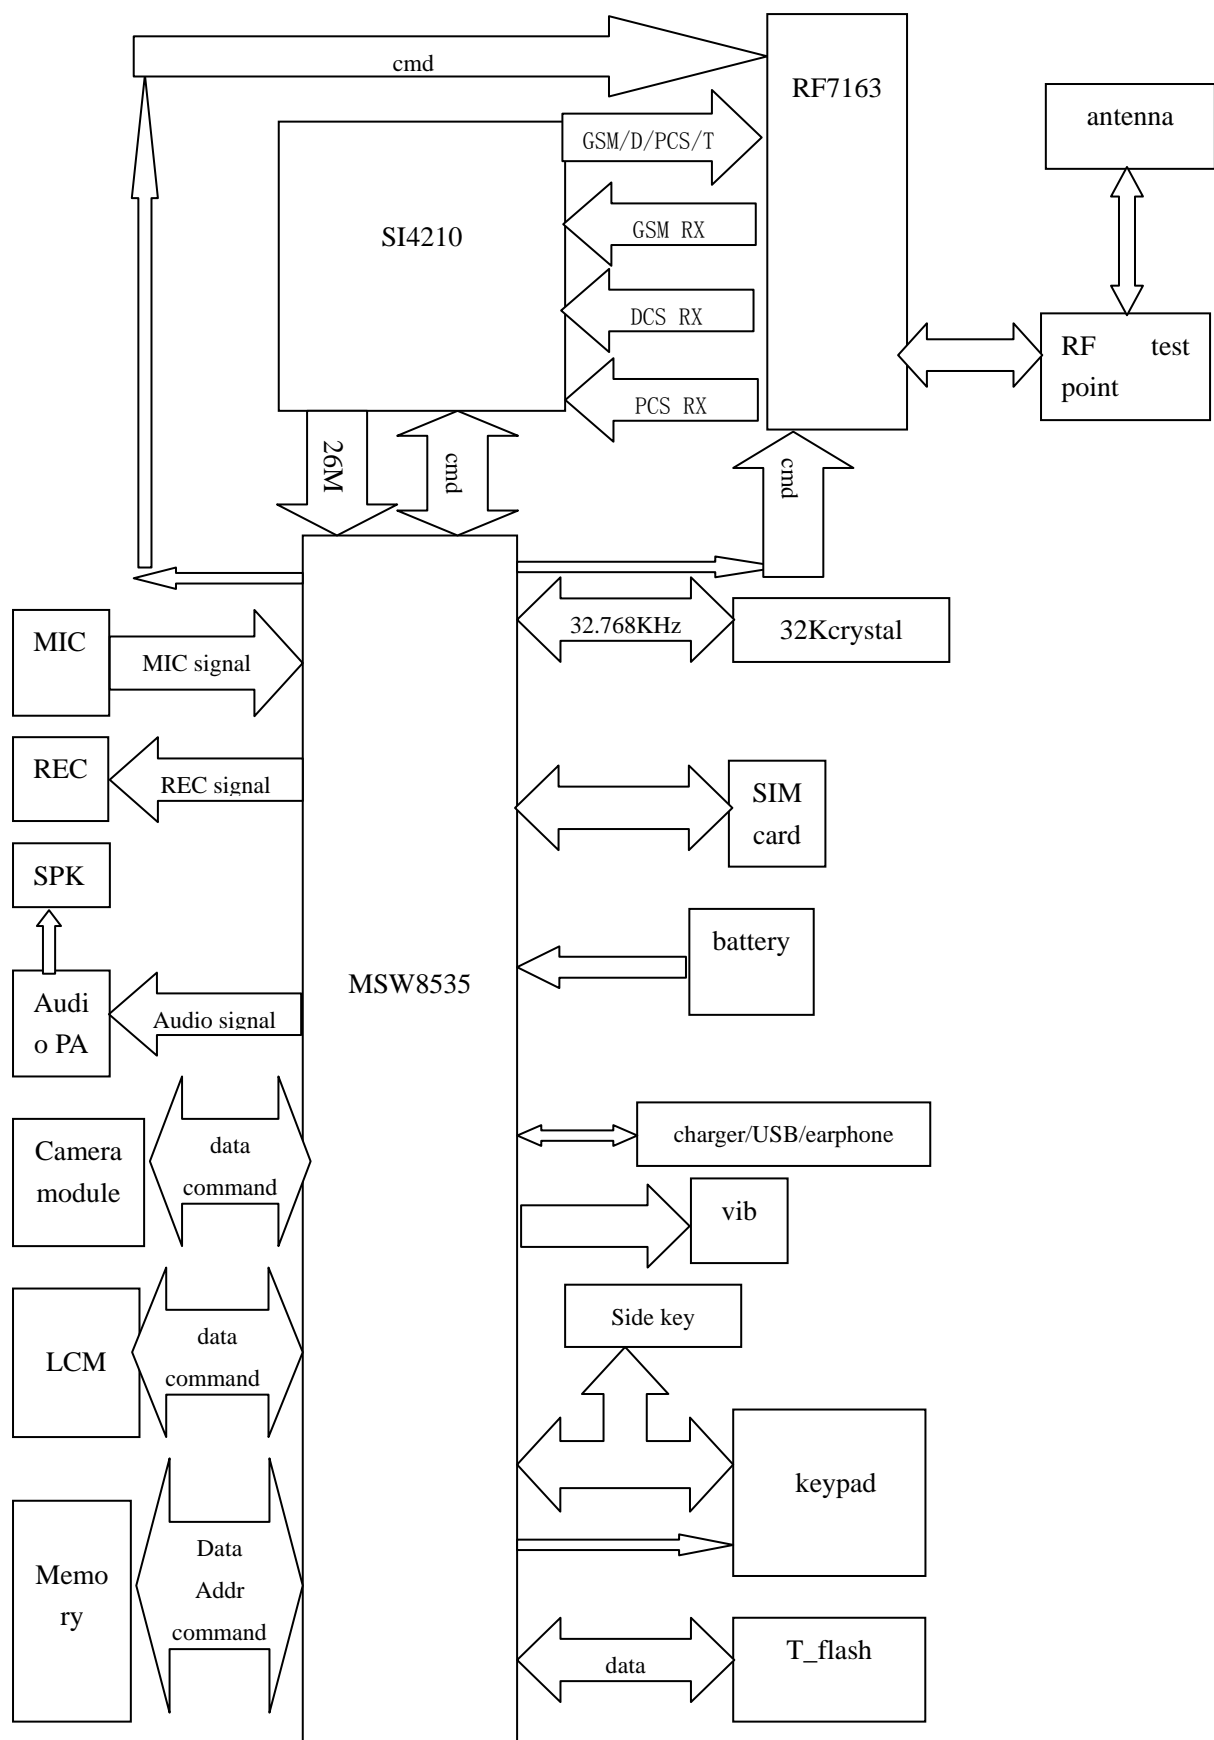 cmd
RF7163
antenna
GSM/D/PCS/T
SI4210
GSM RX
DCS RX
RF test
point
PCS RX
26M
cmd
cmd
MIC
MIC signal
32.768KHz
32Kcrystal
REC
REC signal
SIM
card
SPK
battery
MSW8535
Audi
o PA
Audio signal
Camera
module
data
command
charger/USB/earphone
vib
Side key
LCM
data
command
keypad
Memo
ry
Data
Addr
command
data
T_flash